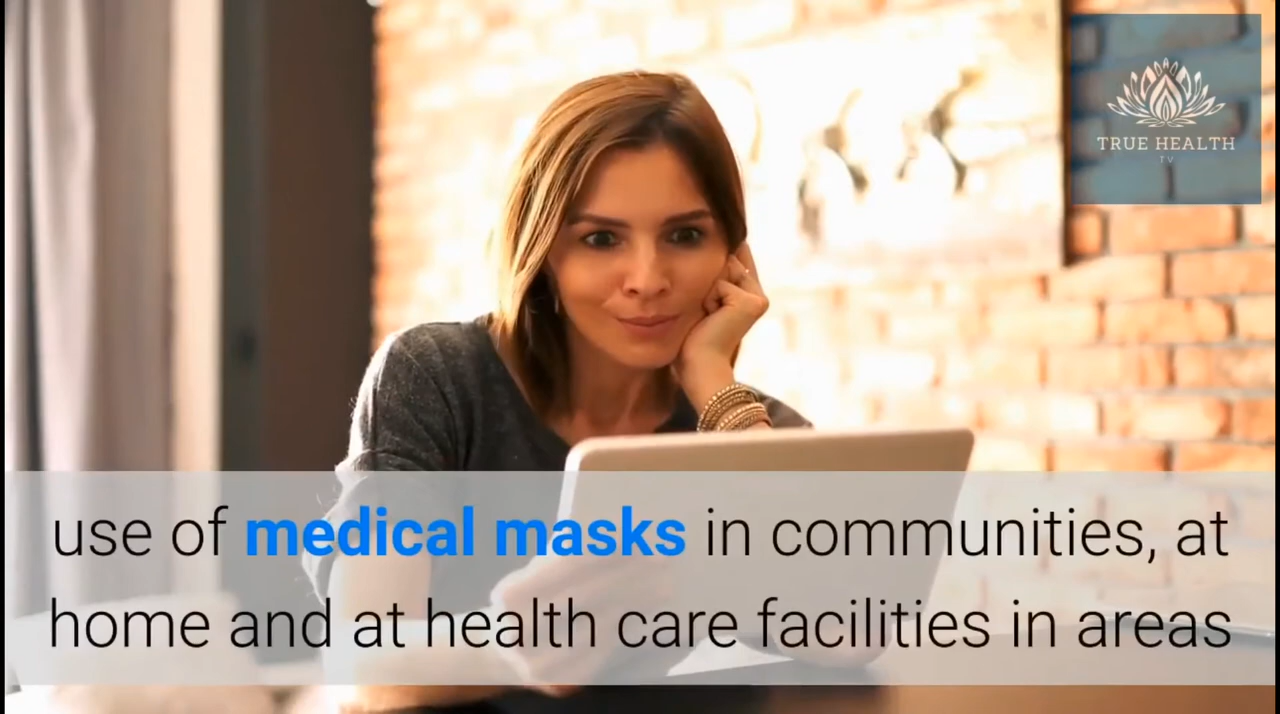 TRUE HEALTH
TV
use of medical masks in communities, at
home and at health care facilities in areas